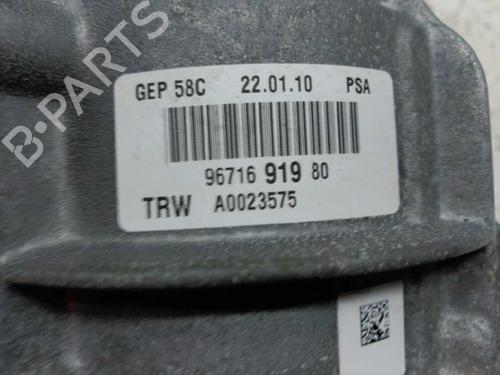 B-PARTS
GEP 58C 22.01.10 PSA
96716 919 80
TRW A0023575